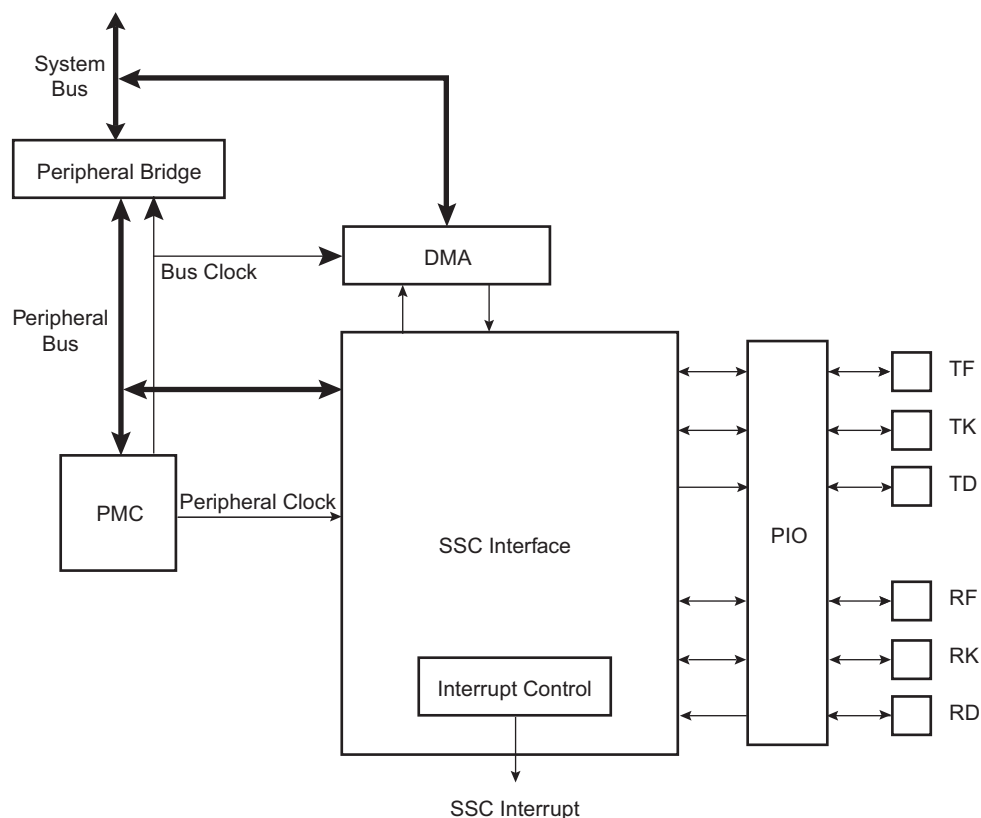 System
Bus
Peripheral Bridge
DMA
Bus Clock
Peripheral
Bus
TF
TK
PMC
Peripheral Clock
TD
SSC Interface
PIO
RF
RK
Interrupt Control
RD
SSC Interrupt